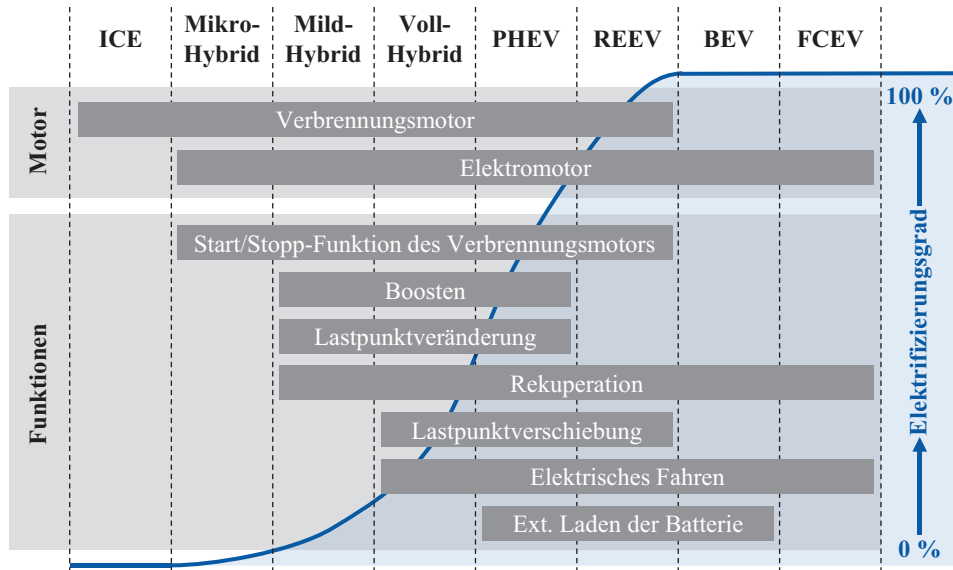 ICE
Mikro-
Hybrid
Mild-
Hybrid
Voll-
Hybrid
PHEV
REEV
BEV
FCEV
Motor
Verbrennungsmotor
Elektromotor
Funktionen
Start/Stopp-Funktion des Verbrennungsmotors
Boosten
Lastpunktveränderung
Rekuperation
Lastpunktverschiebung
Elektrisches Fahren
Ext. Laden der Batterie
100 %
Elektrifizierungsgrad
0 %